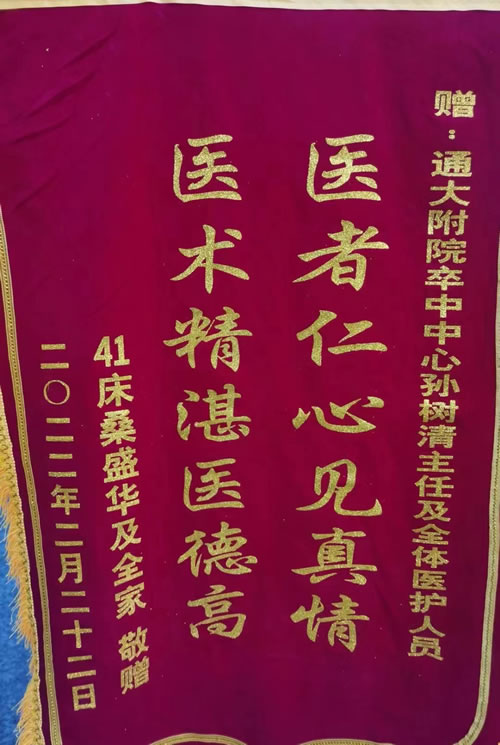 赠：通大附院卒中中心孙树清主任及全体医护人员
医者仁心见真情
医术精湛医德高
41床桑盛华及全家 敬赠
二〇二二年二月二十二日